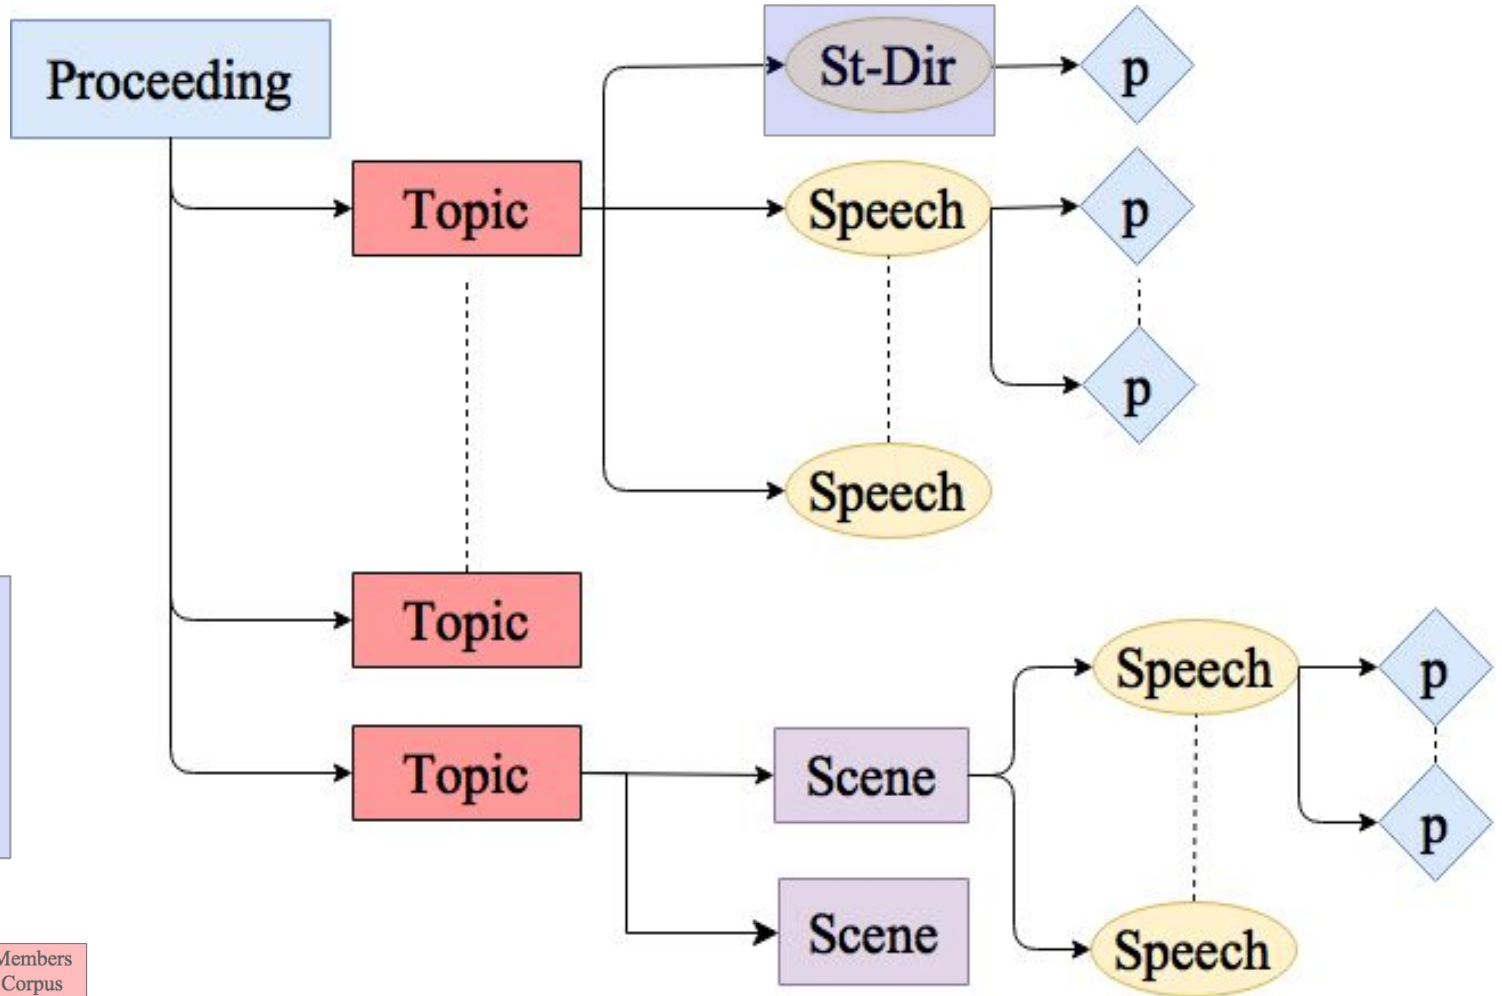 Proceeding
St-Dir
p
Topic
Speech
p
p
Speech
Topic
Speech
p
Topic
Scene
p
Scene
Speech
Members
Corpus